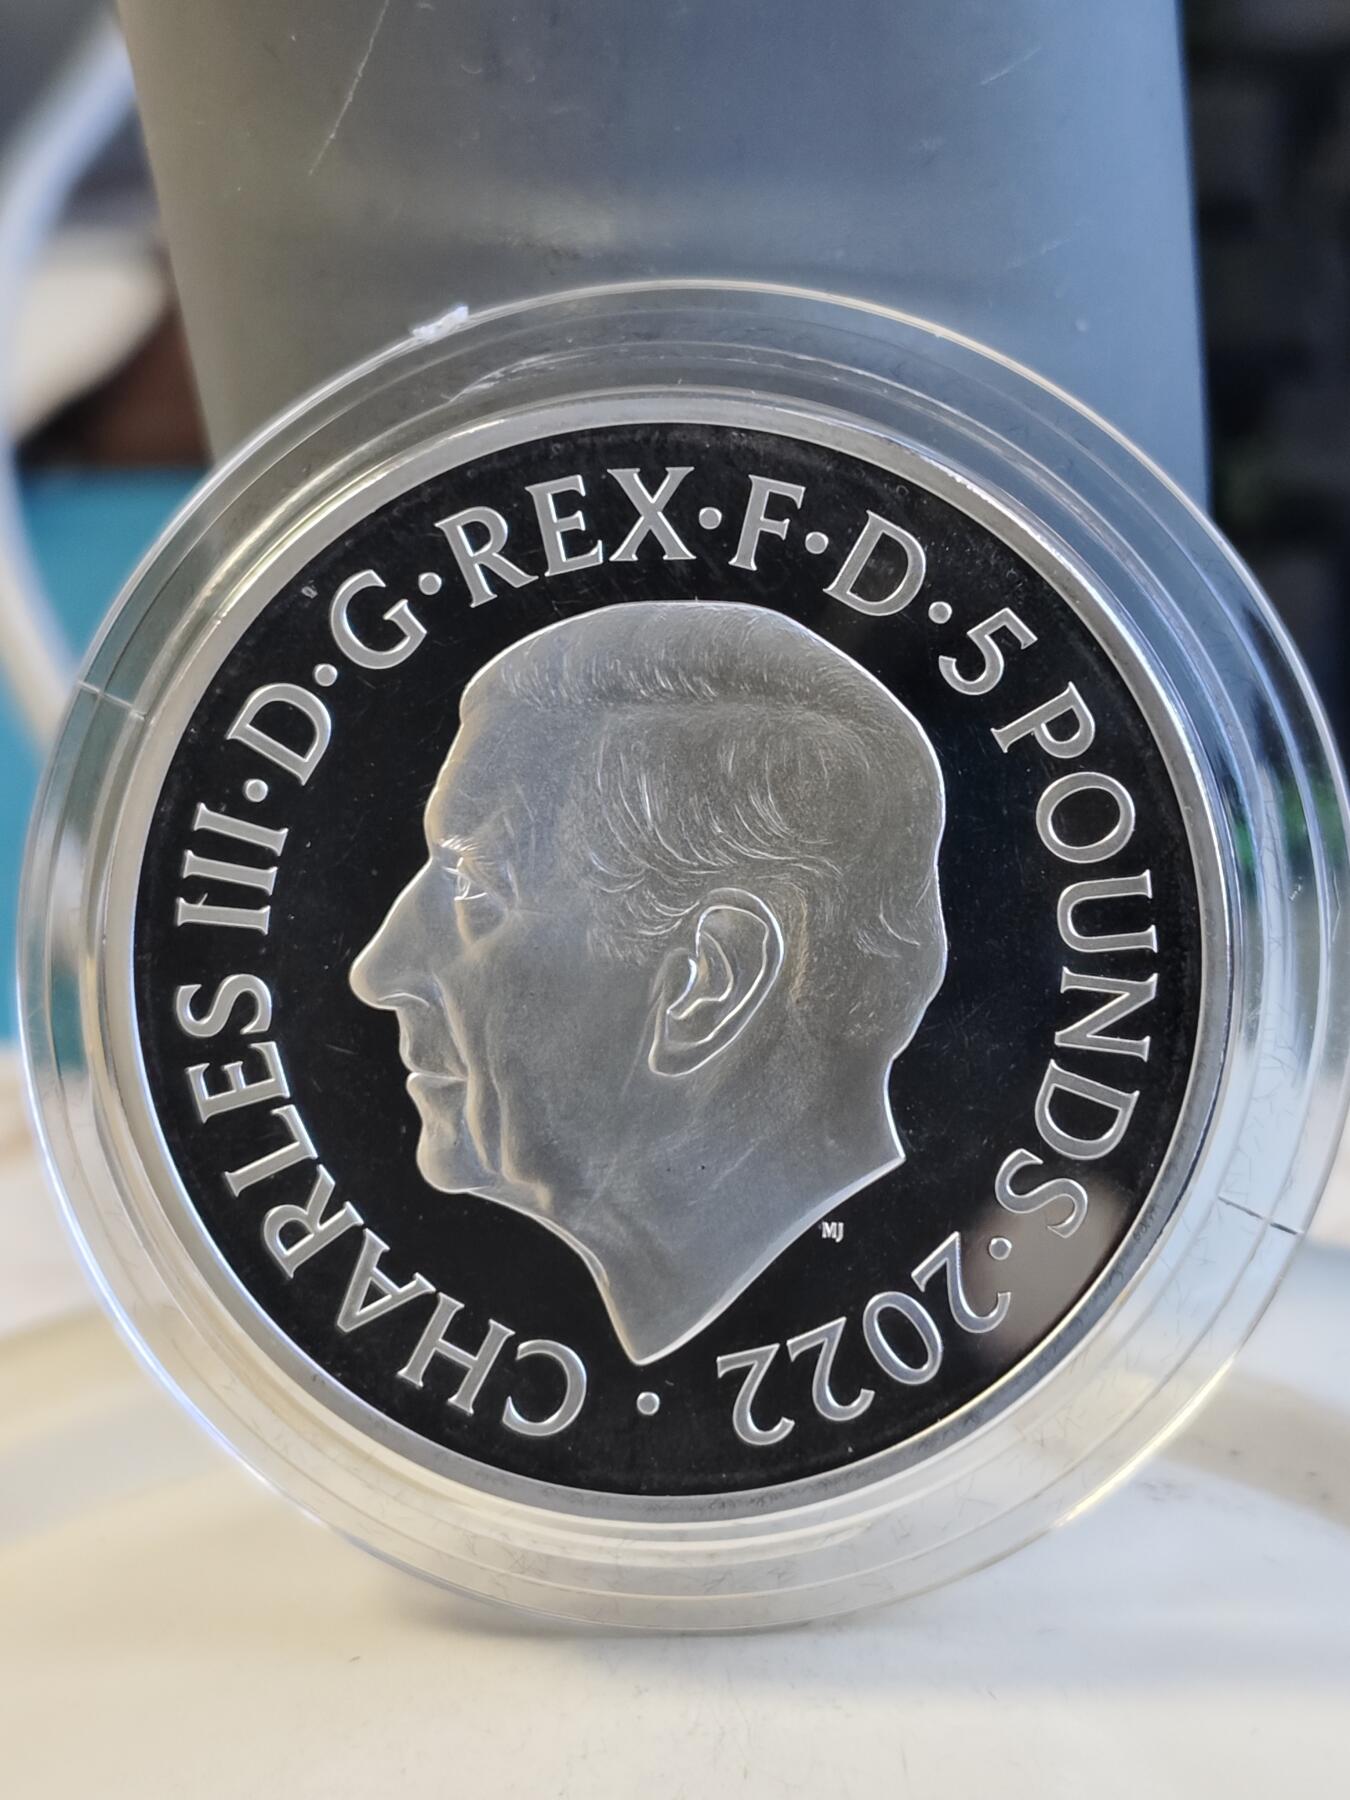 · CHARLES III · D · G · REX · F · D · 5 POUNDS · 2022
MJ